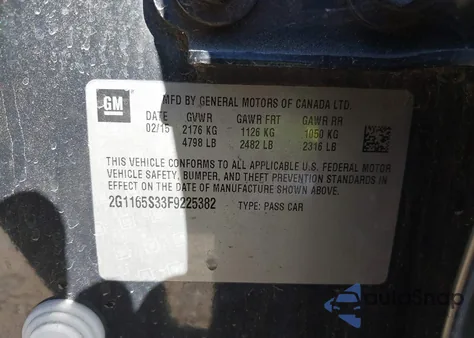 GM
MFD BY GENERAL MOTORS OF CANADA LTD.
DATE GVWR GAWR FRT GAWR RR
02/15 2176 KG 1126 KG 1050 KG
4798 LB 2482 LB 2316 LB
THIS VEHICLE CONFORMS TO ALL APPLICABLE U.S. FEDERAL MOTOR
VEHICLE SAFETY, BUMPER, AND THEFT PREVENTION STANDARDS
IN EFFECT ON THE DATE OF MANUFACTURE SHOWN ABOVE.
2G1165S33F9225382 TYPE: PASS CAR
AutoSnap